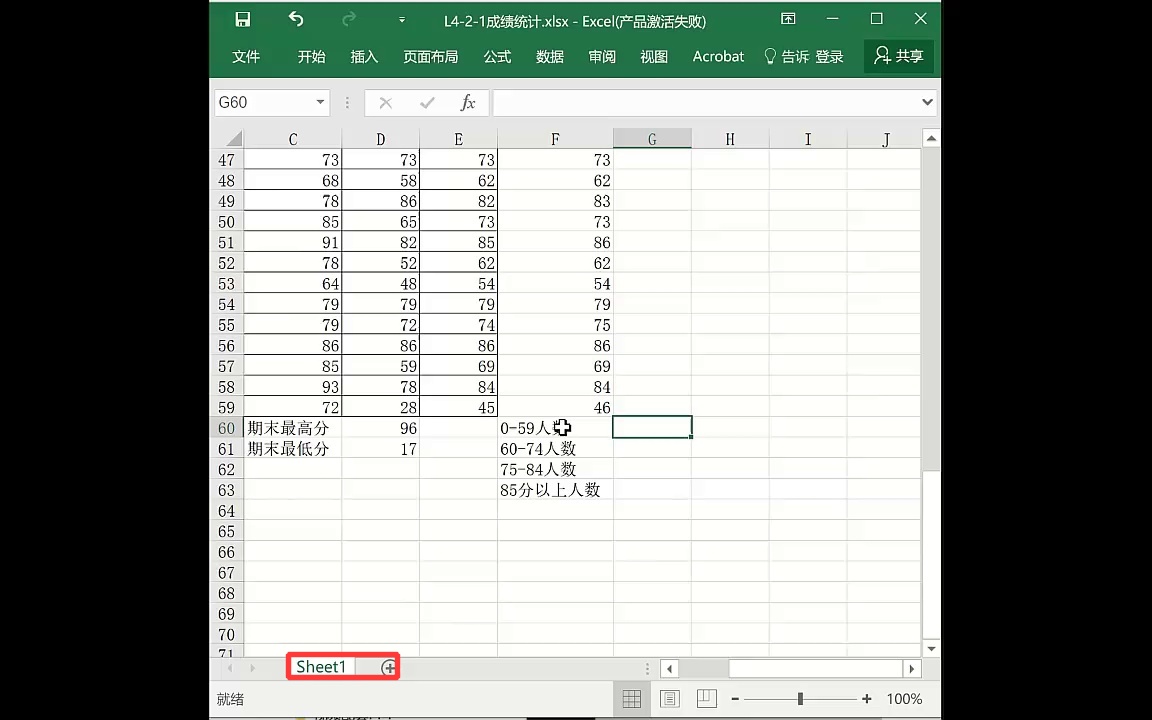 L4-2-1成绩统计.xlsx - Excel(产品激活失败)
文件 开始 插入 页面布局 公式 数据 审阅 视图 Acrobat 告诉 登录 共享
G60 fx
C D E F G H I J
47 73 73 73 73
48 68 58 62 62
49 78 86 82 83
50 85 65 73 73
51 91 82 85 86
52 78 52 62 62
53 64 48 54 54
54 79 79 79 79
55 79 72 74 75
56 86 86 86 86
57 85 59 69 69
58 93 78 84 84
59 72 28 45 46
60 期末最高分 96 0-59人数
61 期末最低分 17 60-74人数
62 75-84人数
63 85分以上人数
64
65
66
67
68
69
70
71
Sheet1
就绪 100%